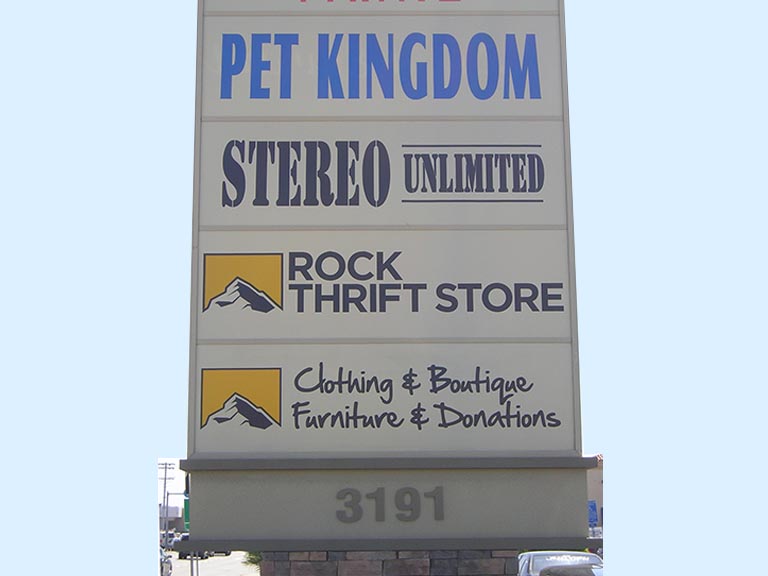 PET KINGDOM
STEREO UNLIMITED
ROCK
THRIFT STORE
Clothing & Boutique
Furniture & Donations
3191